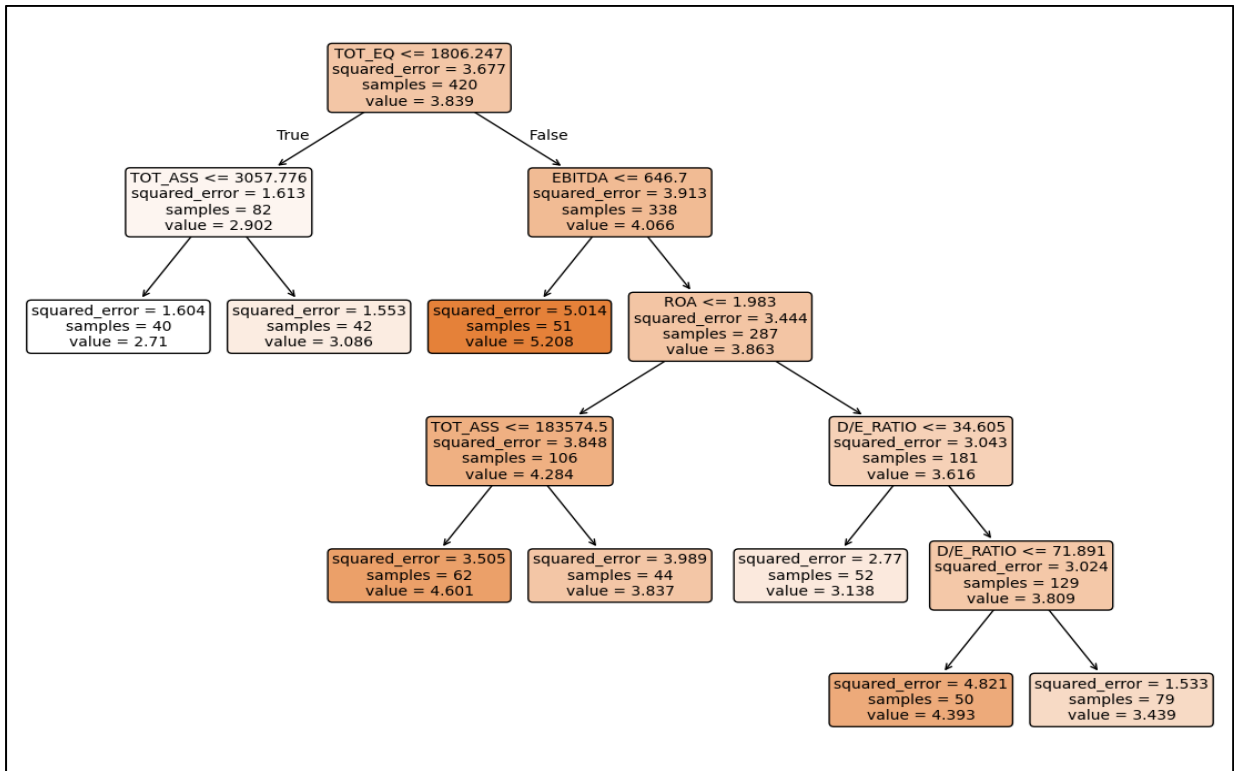 TOT_EQ <= 1806.247
squared_error = 3.677
samples = 420
value = 3.839
True
False
TOT_ASS <= 3057.776
squared_error = 1.613
samples = 82
value = 2.902
EBITDA <= 646.7
squared_error = 3.913
samples = 338
value = 4.066
squared_error = 1.604
samples = 40
value = 2.71
squared_error = 1.553
samples = 42
value = 3.086
squared_error = 5.014
samples = 51
value = 5.208
ROA <= 1.983
squared_error = 3.444
samples = 287
value = 3.863
TOT_ASS <= 183574.5
squared_error = 3.848
samples = 106
value = 4.284
D/E_RATIO <= 34.605
squared_error = 3.043
samples = 181
value = 3.616
squared_error = 3.505
samples = 62
value = 4.601
squared_error = 3.989
samples = 44
value = 3.837
squared_error = 2.77
samples = 52
value = 3.138
D/E_RATIO <= 71.891
squared_error = 3.024
samples = 129
value = 3.809
squared_error = 4.821
samples = 50
value = 4.393
squared_error = 1.533
samples = 79
value = 3.439